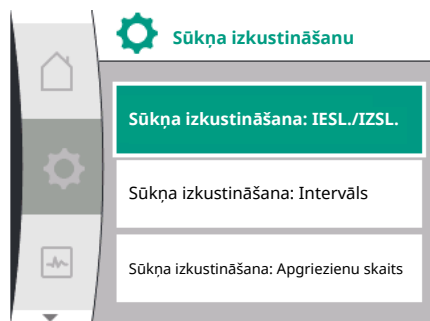 Sūkņa izkustināšanu
Sūkņa izkustināšana: IESL./IZSL.
Sūkņa izkustināšana: Intervāls
Sūkņa izkustināšana: Apgriezienu skaits